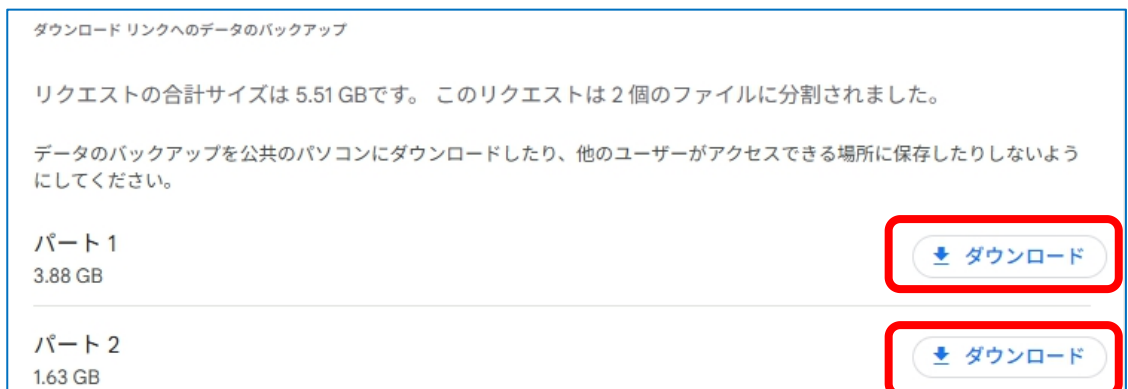 ダウンロード リンクへのデータのバックアップ
リクエストの合計サイズは 5.51 GBです。 このリクエストは 2 個のファイルに分割されました。
データのバックアップを公共のパソコンにダウンロードしたり、他のユーザーがアクセスできる場所に保存したりしないよう
にしてください。
パート 1
ダウンロード
3.88 GB
パート 2
ダウンロード
1.63 GB